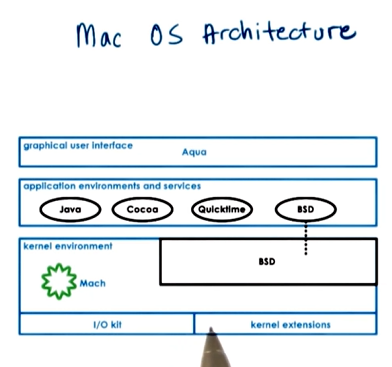 Mac OS Architecture
graphical user interface
Aqua
application environments and services
Java Cocoa Quicktime BSD
kernel environment
BSD
Mach
I/O kit kernel extensions